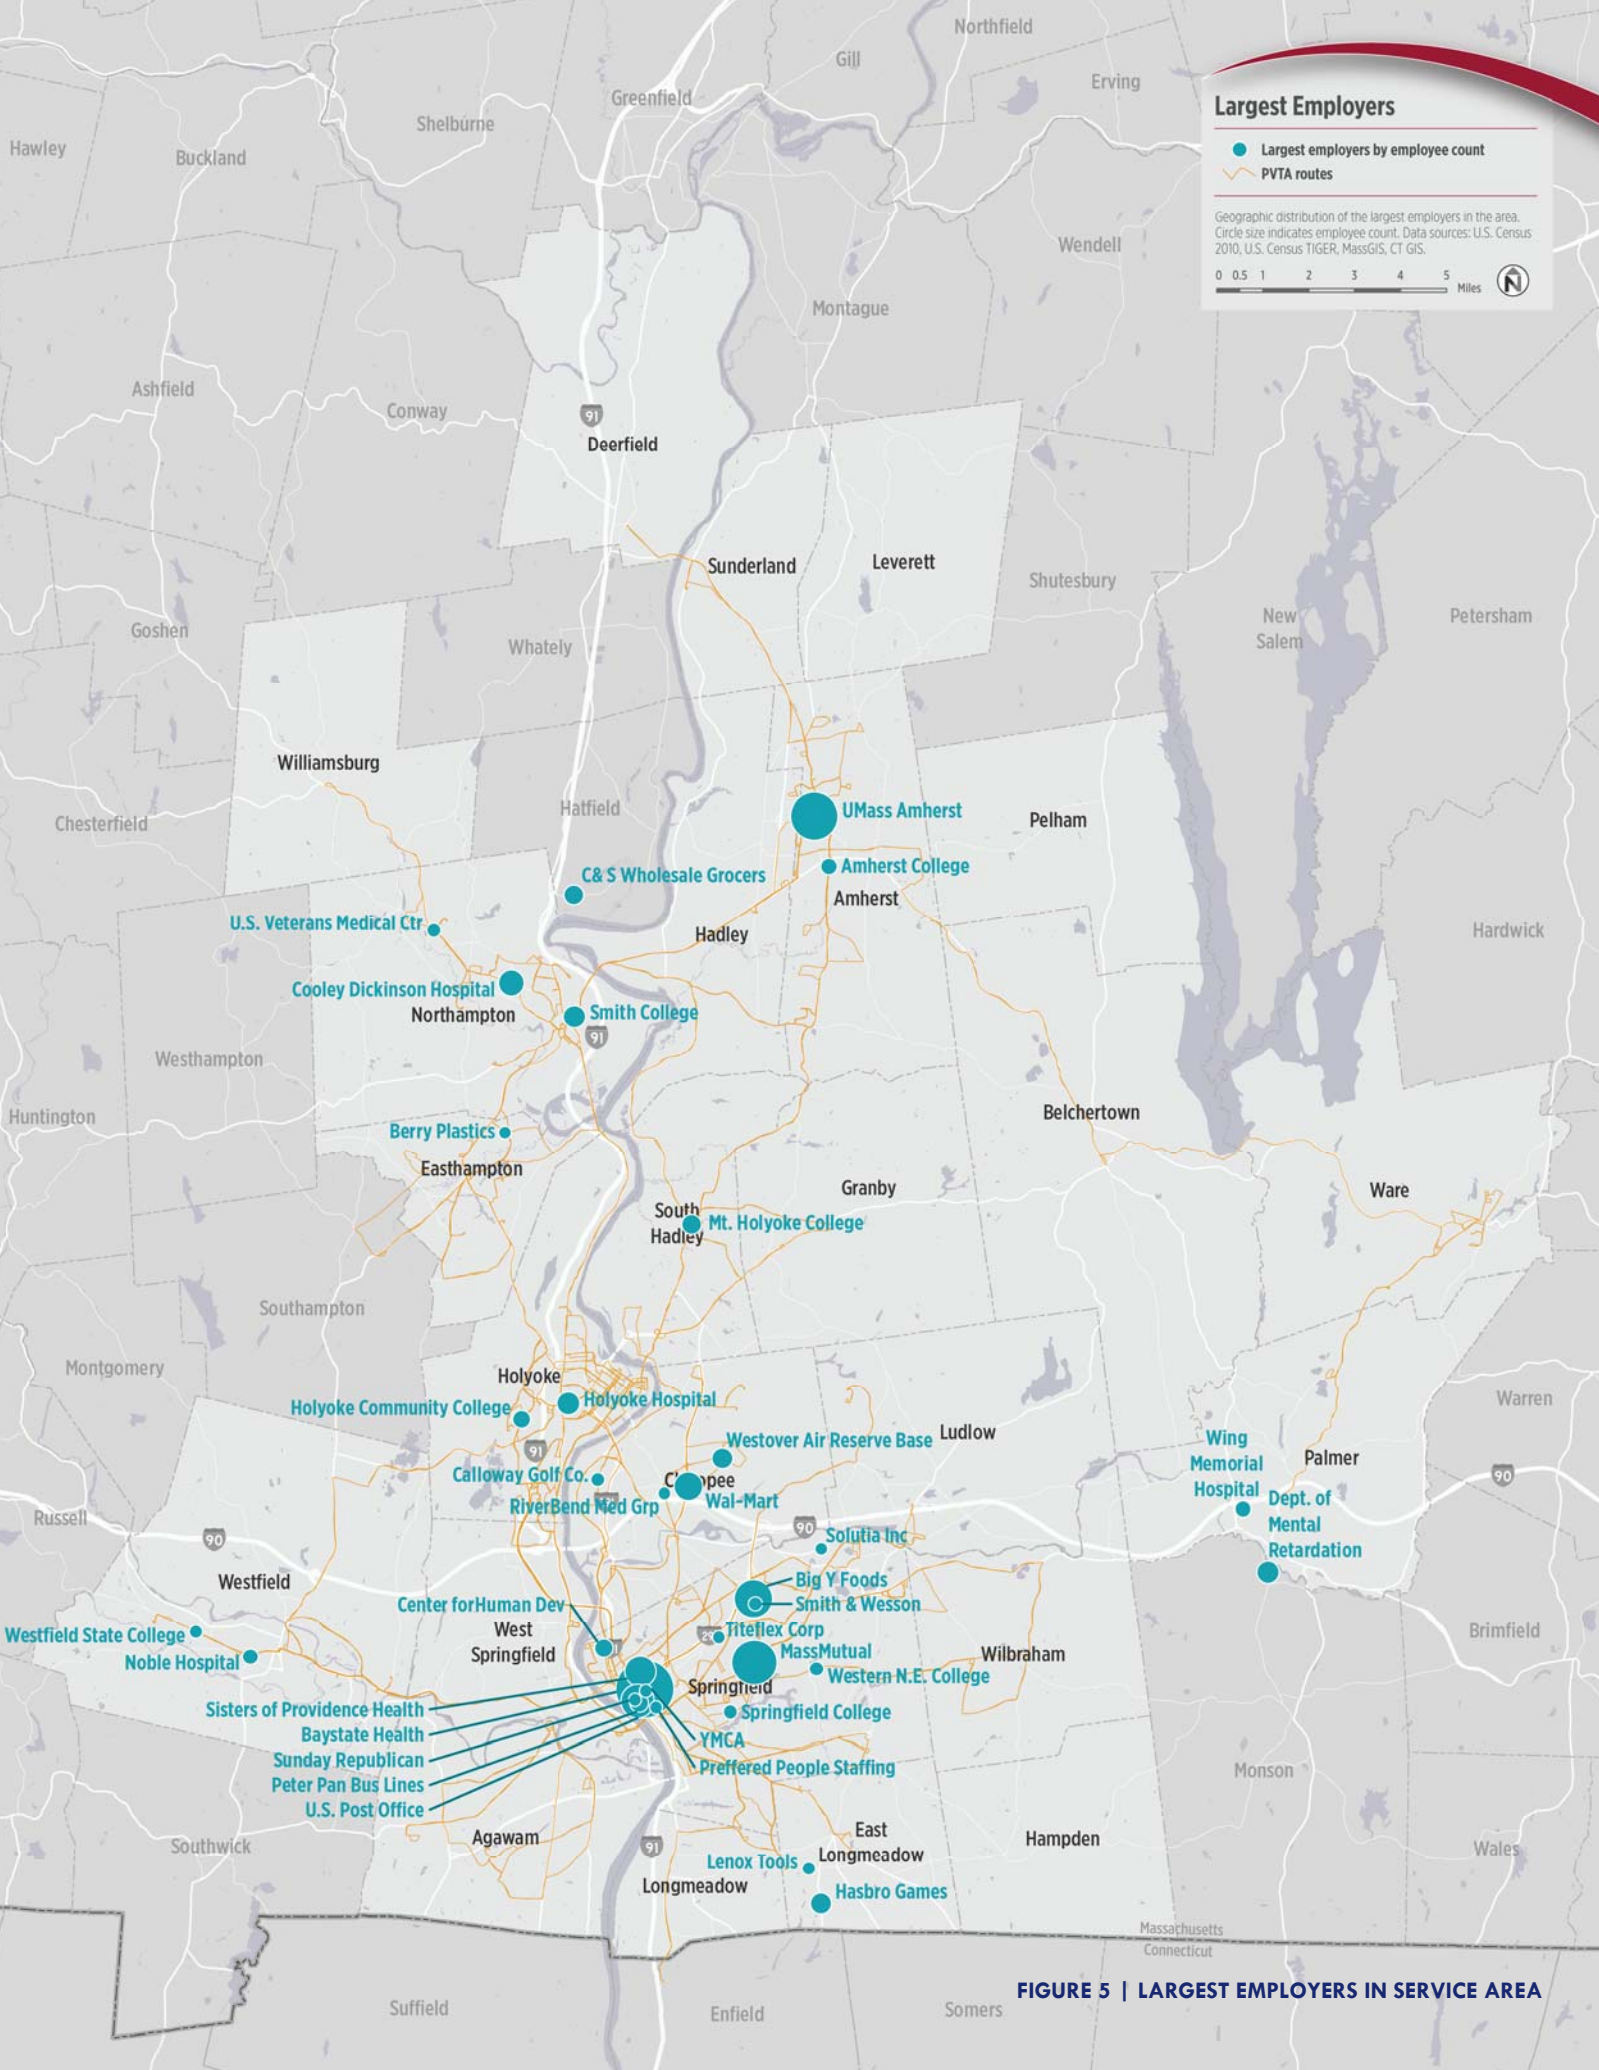 Northfield
Gill
Erving
Greenfield
Shelburne
Hawley
Buckland
Largest Employers
Largest employers by employee count
PVTA routes
Geographic distribution of the largest employers in the area.
Circle size indicates employee count. Data sources: U.S. Census
2010, U.S. Census TIGER, MassGIS, CT GIS.
0 0.5 1 2 3 4 5
Miles
N
Wendell
Montague
Ashfield
Conway
91
Deerfield
Sunderland
Leverett
Shutesbury
New
Salem
Petersham
Goshen
Whately
Williamsburg
Hatfield
Chesterfield
UMass Amherst
Pelham
C& S Wholesale Grocers
Amherst College
Amherst
U.S. Veterans Medical Ctr
Hadley
Hardwick
Cooley Dickinson Hospital
Northampton
Smith College
91
Westhampton
Huntington
Belchertown
Berry Plastics
Easthampton
Granby
Ware
South
Hadley
Mt. Holyoke College
Southampton
Montgomery
Holyoke
Holyoke Community College
Holyoke Hospital
Warren
91
Westover Air Reserve Base
Ludlow
Wing
Memorial
Hospital
Palmer
90
Calloway Golf Co.
RiverBend Med Grp
Wal-Mart
Dept. of
Mental
Retardation
Russell
90
90
Solutia Inc
Westfield
Big Y Foods
Center forHuman Dev
Smith & Wesson
West
Springfield
Titeflex Corp
Westfield State College
Noble Hospital
MassMutual
Wilbraham
Brimfield
Western N.E. College
Springfield
Sisters of Providence Health
Springfield College
Baystate Health
YMCA
Sunday Republican
Preffered People Staffing
Peter Pan Bus Lines
U.S. Post Office
Monson
Southwick
Agawam
91
East
Longmeadow
Hampden
Wales
Lenox Tools
Longmeadow
Hasbro Games
Massachusetts
Connecticut
FIGURE 5 | LARGEST EMPLOYERS IN SERVICE AREA
Suffield
Enfield
Somers